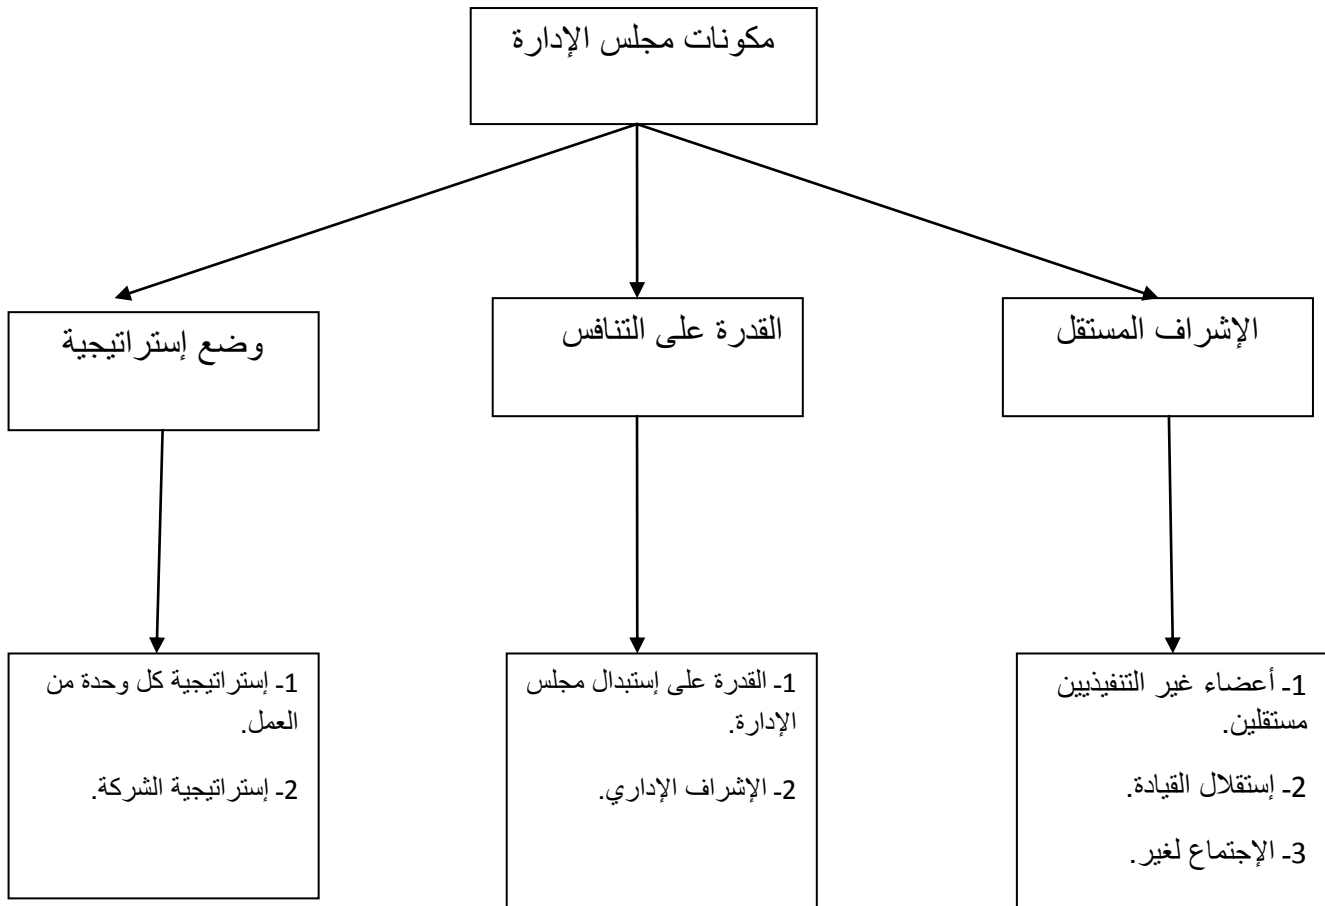 مكونات مجلس الإدارة
الإشراف المستقل
القدرة على التنافس
وضع إستراتيجية
1- أعضاء غير التنفيذيين
مستقلين.
2- إستقلال القيادة.
3- الإجتماع لغير.
1- القدرة على إستبدال مجلس
الإدارة.
2- الإشراف الإداري.
1- إستراتيجية كل وحدة من
العمل.
2- إستراتيجية الشركة.